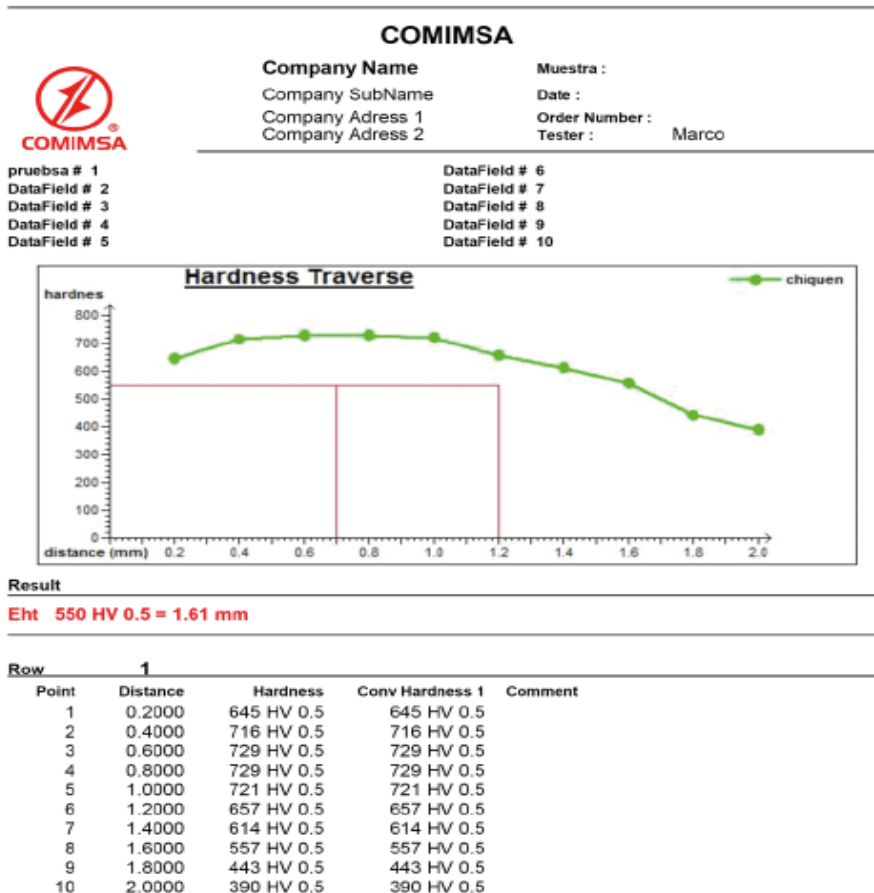 COMIMSA
Company Name
Company SubName
Company Adress 1
Company Adress 2
Muestra :
Date :
Order Number :
Tester : Marco
COMIMSA®
pruebsa # 1
DataField # 2
DataField # 3
DataField # 4
DataField # 5
DataField # 6
DataField # 7
DataField # 8
DataField # 9
DataField # 10
Hardness Traverse
chiquen
hardnes
800
700
600
500
400
300
200
100
0
distance (mm) 0.2 0.4 0.6 0.8 1.0 1.2 1.4 1.6 1.8 2.0
Result
Eht 550 HV 0.5 = 1.61 mm
Row 1
Point Distance Hardness Conv Hardness 1 Comment
1 0.2000 645 HV 0.5 645 HV 0.5
2 0.4000 716 HV 0.5 716 HV 0.5
3 0.6000 729 HV 0.5 729 HV 0.5
4 0.8000 729 HV 0.5 729 HV 0.5
5 1.0000 721 HV 0.5 721 HV 0.5
6 1.2000 657 HV 0.5 657 HV 0.5
7 1.4000 614 HV 0.5 614 HV 0.5
8 1.6000 557 HV 0.5 557 HV 0.5
9 1.8000 443 HV 0.5 443 HV 0.5
10 2.0000 390 HV 0.5 390 HV 0.5